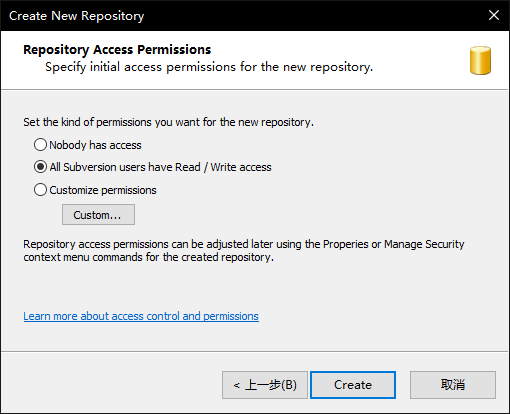 Create New Repository
Repository Access Permissions
Specify initial access permissions for the new repository.
Set the kind of permissions you want for the new repository.
Nobody has access
All Subversion users have Read / Write access
Customize permissions
Custom...
Repository access permissions can be adjusted later using the Properies or Manage Security
context menu commands for the created repository.
Learn more about access control and permissions
< 上一步(B)
Create
取消